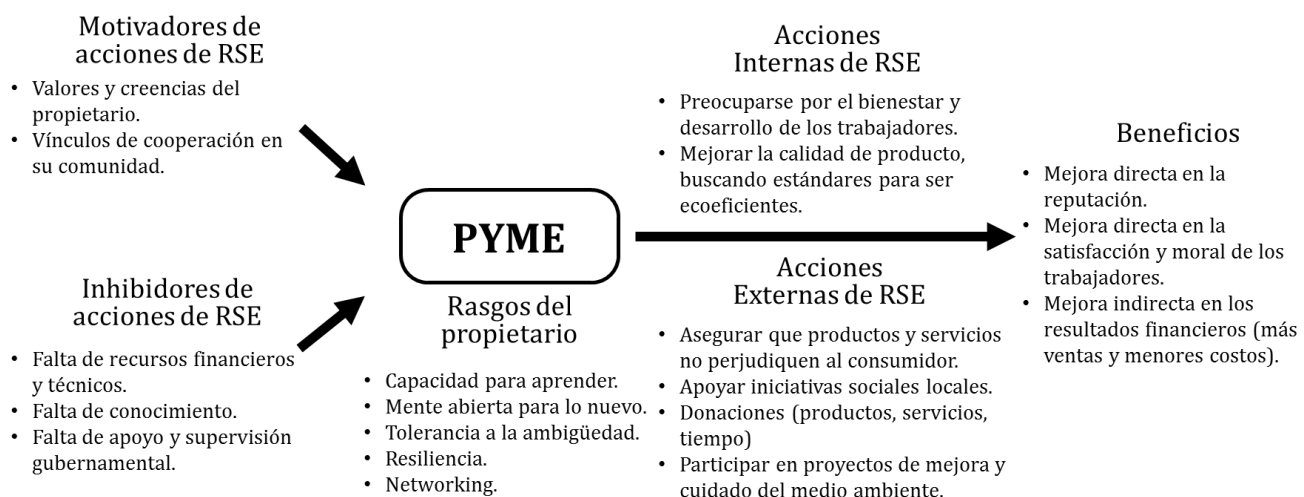 Motivadores de
acciones de RSE
• Valores y creencias del
propietario.
• Vínculos de cooperación en
su comunidad.
Inhibidores de
acciones de RSE
• Falta de recursos financieros
y técnicos.
• Falta de conocimiento.
• Falta de apoyo y supervisión
gubernamental.
PYME
Rasgos del
propietario
• Capacidad para aprender.
• Mente abierta para lo nuevo.
• Tolerancia a la ambigüedad.
• Resiliencia.
• Networking.
Acciones
Internas de RSE
• Preocuparse por el bienestar y
desarrollo de los trabajadores.
• Mejorar la calidad de producto,
buscando estándares para ser
ecoeficientes.
Acciones
Externas de RSE
• Asegurar que productos y servicios
no perjudiquen al consumidor.
• Apoyar iniciativas sociales locales.
• Donaciones (productos, servicios,
tiempo)
• Participar en proyectos de mejora y
cuidado del medio ambiente.
Beneficios
• Mejora directa en la
reputación.
• Mejora directa en la
satisfacción y moral de los
trabajadores.
• Mejora indirecta en los
resultados financieros (más
ventas y menores costos).